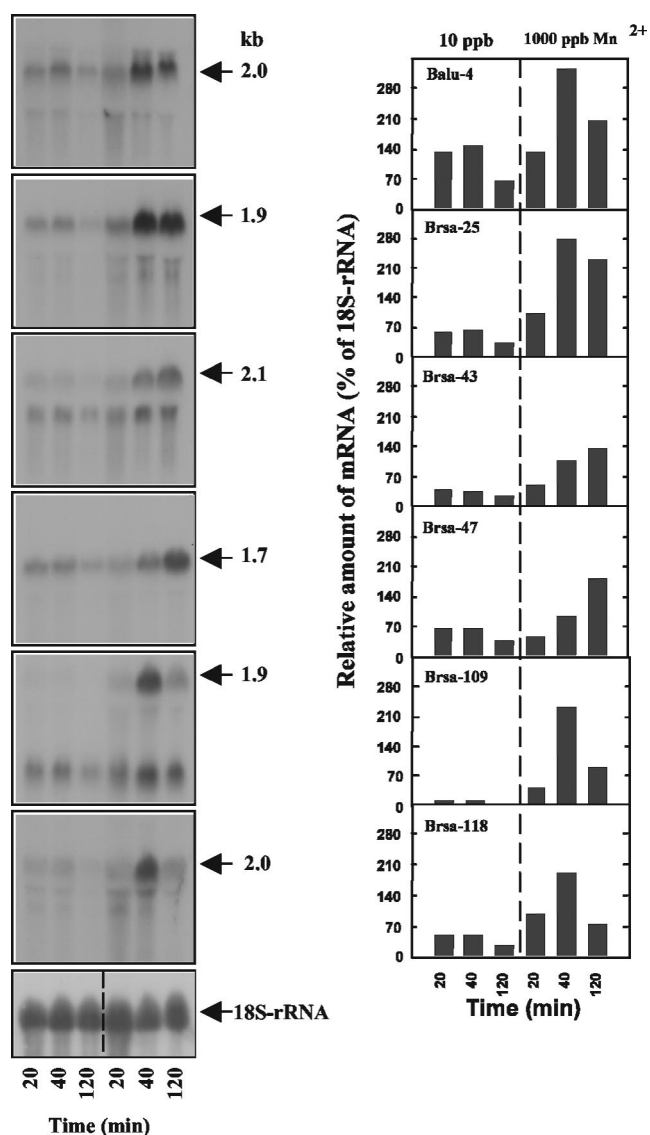 kb
2.0
1.9
2.1
1.7
1.9
2.0
18S-rRNA
20 40 120 20 40 120
Time (min)
10 ppb 1000 ppb Mn 2+
Relative amount of mRNA (% of 18S-rRNA)
Balu-4
280
210
140
70
0
Brsa-25
280
210
140
70
0
Brsa-43
280
210
140
70
0
Brsa-47
280
210
140
70
0
Brsa-109
280
210
140
70
0
Brsa-118
280
210
140
70
0
20 40 120 20 40 120
Time (min)